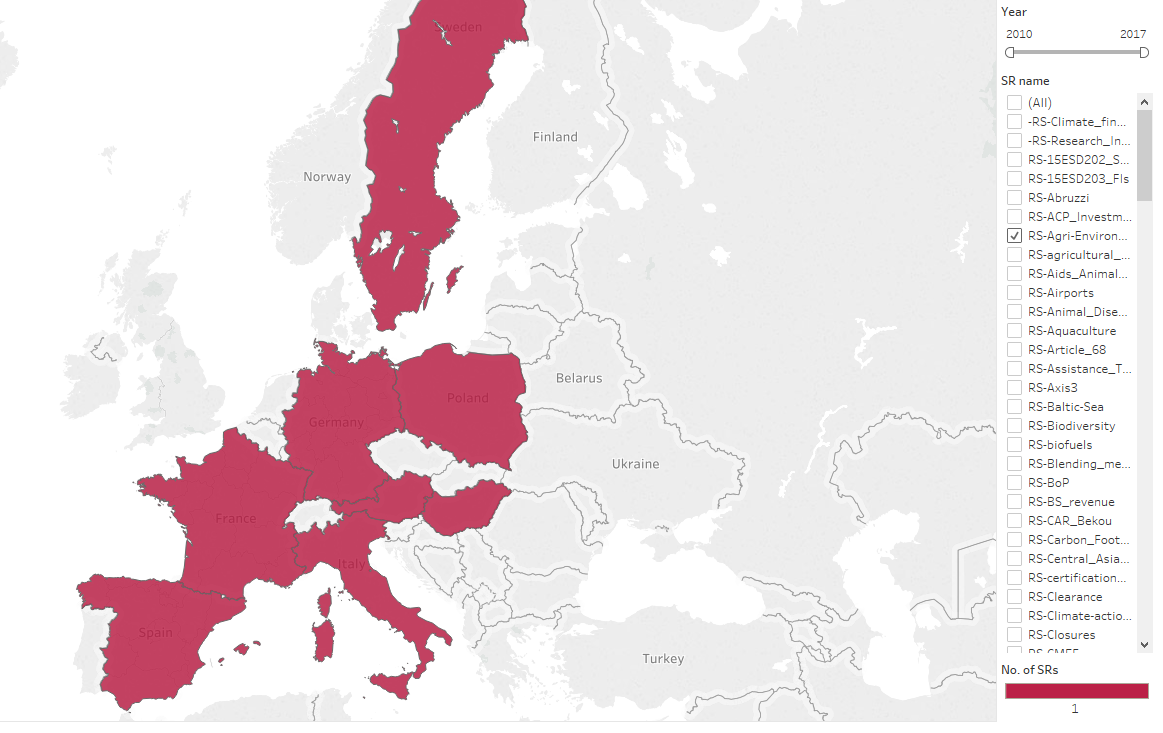 Sweden
Finland
Norway
Belarus
Poland
Germany
Ukraine
France
Italy
Spain
Turkey
Year
2010 2017
SR name
(All)
-RS-Climate_fin...
-RS-Research_In...
RS-15ESD202_S...
RS-15ESD203_FIs
RS-Abruzzi
RS-ACP_Investm...
RS-Agri-Environ...
RS-agricultural_...
RS-Aids_Animal...
RS-Airports
RS-Animal_Dise...
RS-Aquaculture
RS-Article_68
RS-Assistance_T...
RS-Axis3
RS-Baltic-Sea
RS-Biodiversity
RS-biofuels
RS-Blending_me...
RS-BoP
RS-BS_revenue
RS-CAR_Bekou
RS-Carbon_Foot...
RS-Central_Asia...
RS-certification...
RS-Clearance
RS-Climate-actio...
RS-Closures
No. of SRs
1